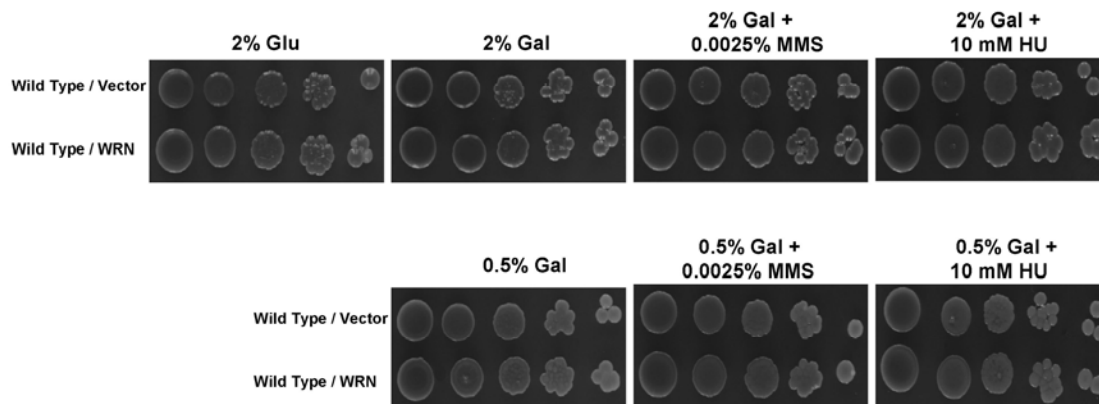 2% Glu
2% Gal
2% Gal +
0.0025% MMS
2% Gal +
10 mM HU
Wild Type / Vector
Wild Type / WRN
0.5% Gal
0.5% Gal +
0.0025% MMS
0.5% Gal +
10 mM HU
Wild Type / Vector
Wild Type / WRN